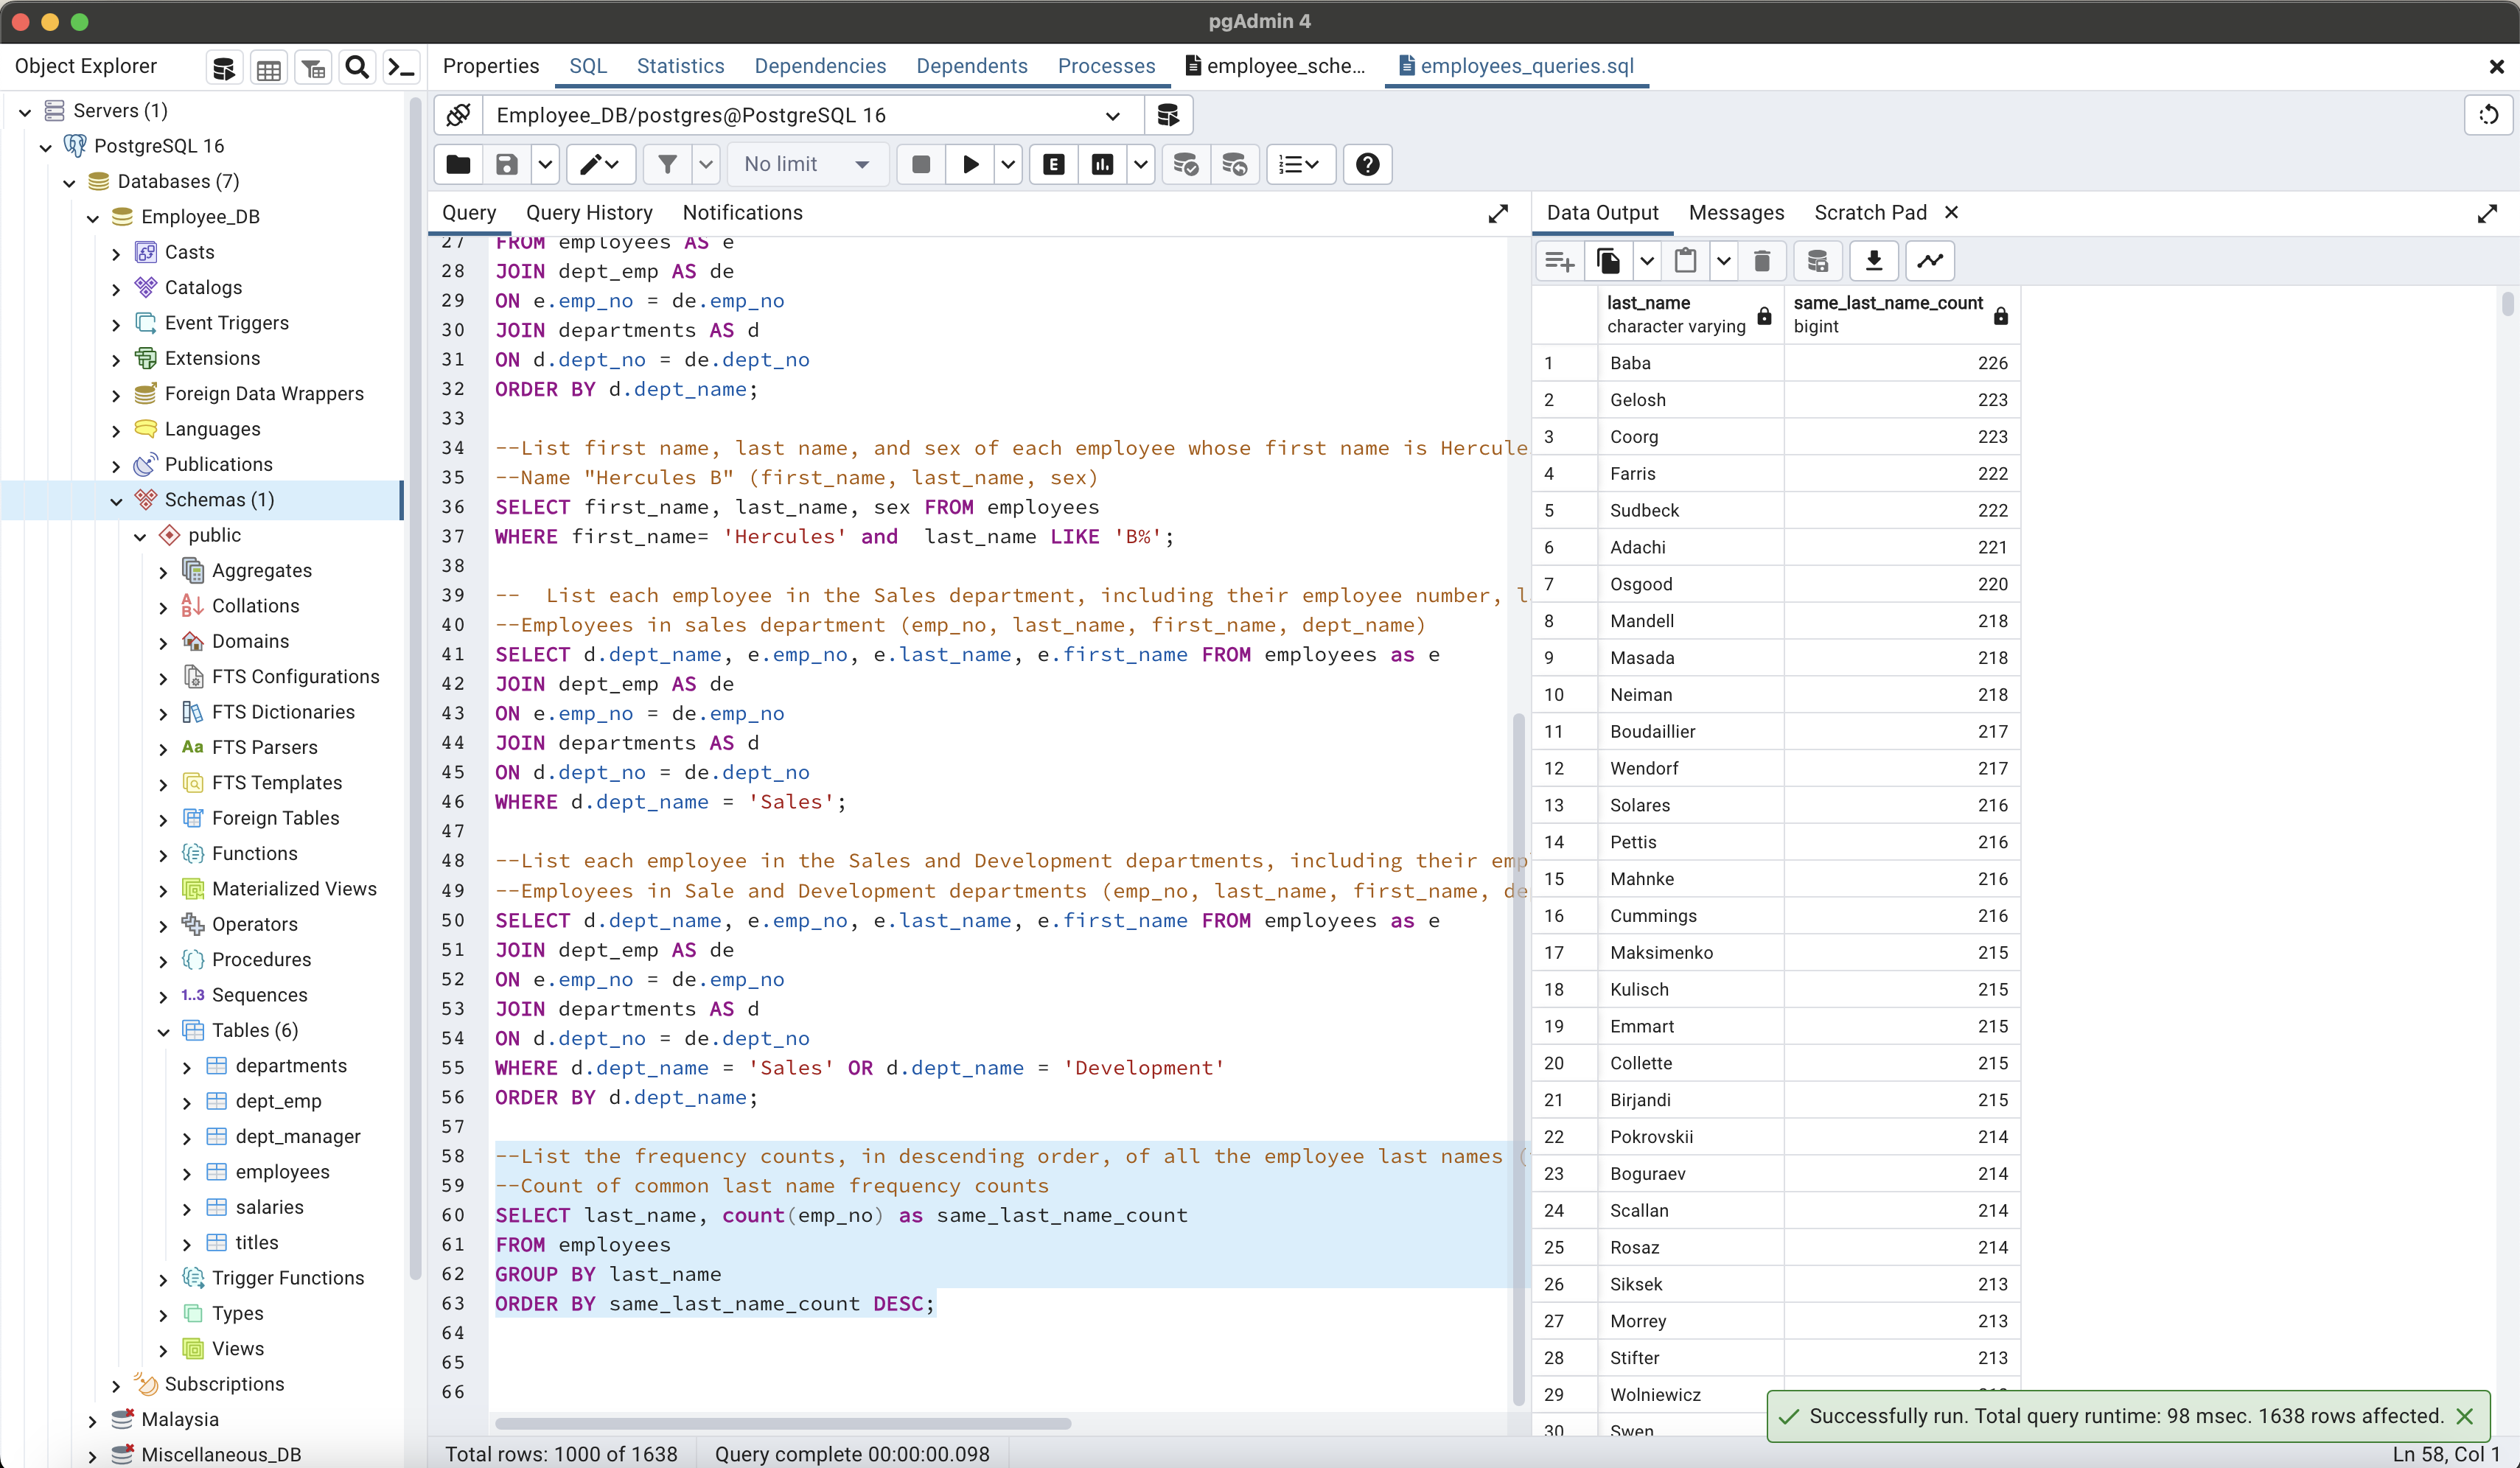 pgAdmin 4
Object Explorer
Properties SQL Statistics Dependencies Dependents Processes employee_sche... employees_queries.sql
Servers (1)
PostgreSQL 16
Databases (7)
Employee_DB
Casts
Catalogs
Event Triggers
Extensions
Foreign Data Wrappers
Languages
Publications
Schemas (1)
public
Aggregates
Collations
Domains
FTS Configurations
FTS Dictionaries
Aa FTS Parsers
FTS Templates
Foreign Tables
Functions
Materialized Views
Operators
Procedures
1..3 Sequences
Tables (6)
departments
dept_emp
dept_manager
employees
salaries
titles
Trigger Functions
Types
Views
Subscriptions
Malaysia
Miscellaneous_DB
Employee_DB/postgres@PostgreSQL 16
No limit
E
Query Query History Notifications
27 FROM employees AS e
28 JOIN dept_emp AS de
29 ON e.emp_no = de.emp_no
30 JOIN departments AS d
31 ON d.dept_no = de.dept_no
32 ORDER BY d.dept_name;
33
34 --List first name, last name, and sex of each employee whose first name is Hercule
35 --Name "Hercules B" (first_name, last_name, sex)
36 SELECT first_name, last_name, sex FROM employees
37 WHERE first_name= 'Hercules' and  last_name LIKE 'B%';
38
39 --  List each employee in the Sales department, including their employee number, l
40 --Employees in sales department (emp_no, last_name, first_name, dept_name)
41 SELECT d.dept_name, e.emp_no, e.last_name, e.first_name FROM employees as e
42 JOIN dept_emp AS de
43 ON e.emp_no = de.emp_no
44 JOIN departments AS d
45 ON d.dept_no = de.dept_no
46 WHERE d.dept_name = 'Sales';
47
48 --List each employee in the Sales and Development departments, including their emp
49 --Employees in Sale and Development departments (emp_no, last_name, first_name, de
50 SELECT d.dept_name, e.emp_no, e.last_name, e.first_name FROM employees as e
51 JOIN dept_emp AS de
52 ON e.emp_no = de.emp_no
53 JOIN departments AS d
54 ON d.dept_no = de.dept_no
55 WHERE d.dept_name = 'Sales' OR d.dept_name = 'Development'
56 ORDER BY d.dept_name;
57
58 --List the frequency counts, in descending order, of all the employee last names (
59 --Count of common last name frequency counts
60 SELECT last_name, count(emp_no) as same_last_name_count
61 FROM employees
62 GROUP BY last_name
63 ORDER BY same_last_name_count DESC;
64
65
66
Data Output Messages Scratch Pad
last_name same_last_name_count
character varying bigint
1 Baba 226
2 Gelosh 223
3 Coorg 223
4 Farris 222
5 Sudbeck 222
6 Adachi 221
7 Osgood 220
8 Mandell 218
9 Masada 218
10 Neiman 218
11 Boudaillier 217
12 Wendorf 217
13 Solares 216
14 Pettis 216
15 Mahnke 216
16 Cummings 216
17 Maksimenko 215
18 Kulisch 215
19 Emmart 215
20 Collette 215
21 Birjandi 215
22 Pokrovskii 214
23 Boguraev 214
24 Scallan 214
25 Rosaz 214
26 Siksek 213
27 Morrey 213
28 Stifter 213
29 Wolniewicz
30 Swen
Successfully run. Total query runtime: 98 msec. 1638 rows affected.
Total rows: 1000 of 1638 Query complete 00:00:00.098 Ln 58, Col 1